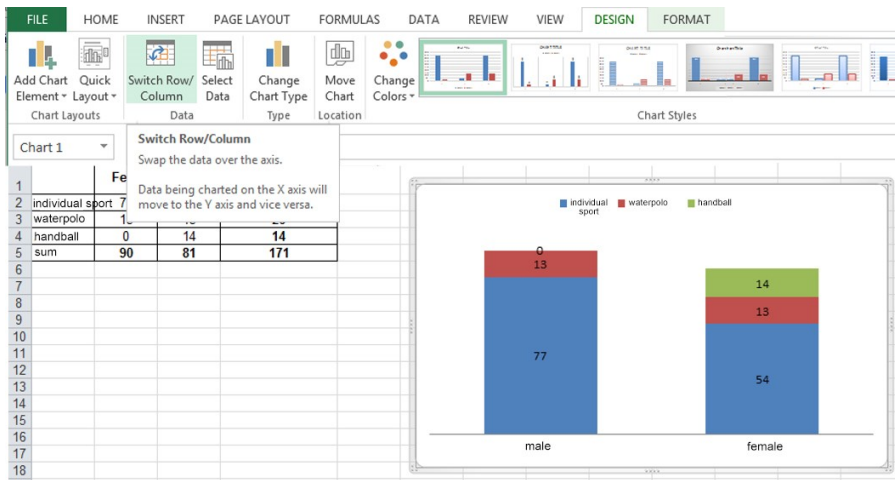 FILE HOME INSERT PAGE LAYOUT FORMULAS DATA REVIEW VIEW DESIGN FORMAT
Add Chart Quick Switch Row/ Select Change Move Change
Element Layout Column Data Chart Type Chart Colors
Chart Layouts Data Type Location Chart Styles
Chart 1
Switch Row/Column
Swap the data over the axis.
Data being charted on the X axis will
move to the Y axis and vice versa.
1
2 individual sport
3 waterpolo
4 handball 0 14 14
5 sum 90 81 171
6
7
8
9
10
11
12
13
14
15
16
17
18
individual waterpolo handball
sport
0
13
77
14
13
54
male female